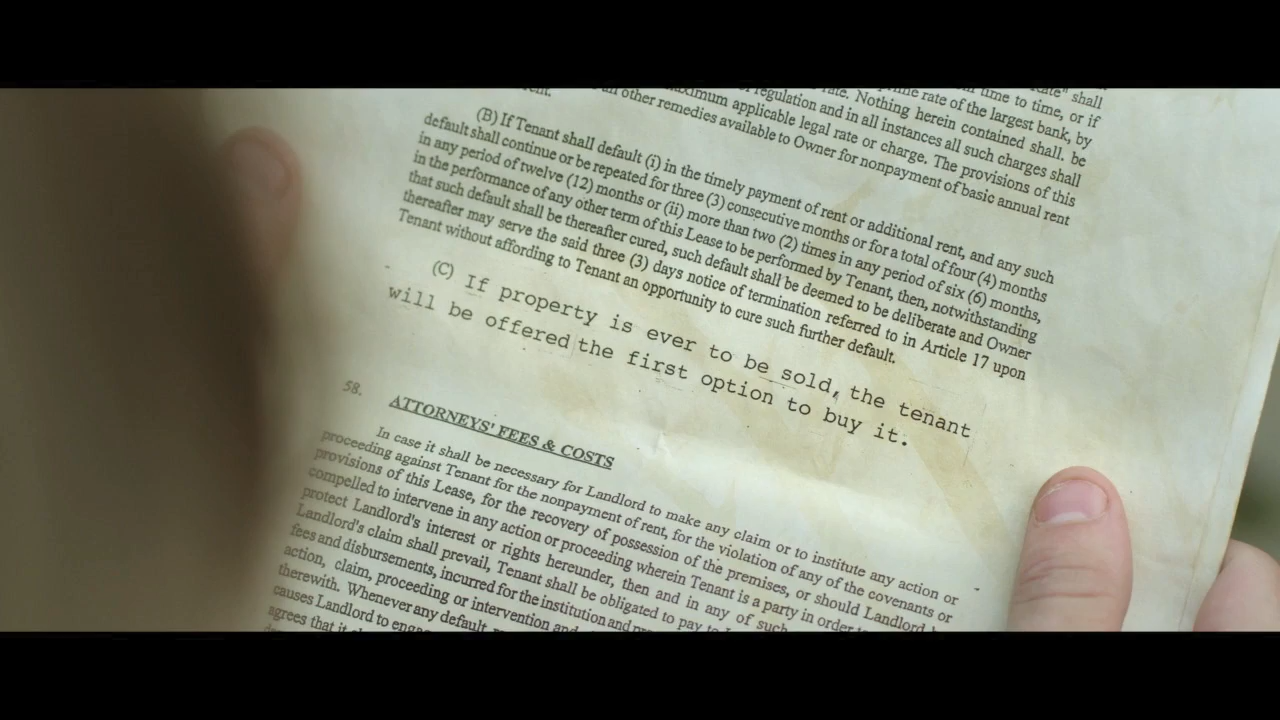 rate" shall
time to time, or if
rate of the largest bank, by
rate. Nothing herein contained shall. be
regulation and in all instances all such charges shall
maximum applicable legal rate or charge. The provisions of this
all other remedies available to Owner for nonpayment of basic annual rent
(B) If Tenant shall default (i) in the timely payment of rent or additional rent, and any such
default shall continue or be repeated for three (3) consecutive months or for a total of four (4) months
in any period of twelve (12) months or (ii) more than two (2) times in any period of six (6) months,
in the performance of any other term of this Lease to be performed by Tenant, then, notwithstanding
that such default shall be thereafter cured, such default shall be deemed to be deliberate and Owner
thereafter may serve the said three (3) days notice of termination referred to in Article 17 upon
Tenant without affording to Tenant an opportunity to cure such further default.
(C) If property is ever to be sold, the tenant
will be offered the first option to buy it.
58. ATTORNEYS' FEES & COSTS
In case it shall be necessary for Landlord to make any claim or to institute any action or
proceeding against Tenant for the nonpayment of rent, for the violation of any of the covenants or
provisions of this Lease, for the recovery of possession of the premises, or should Landlord
compelled to intervene in any action or proceeding wherein Tenant is a party in order
protect Landlord's interest or rights hereunder, then and in any of such
Landlord's claim shall prevail, Tenant shall be obligated to pay to
fees and disbursements, incurred for the institution and
therewith. Whenever any default,
action, claim, proceeding or intervention and
causes Landlord to
agrees that it